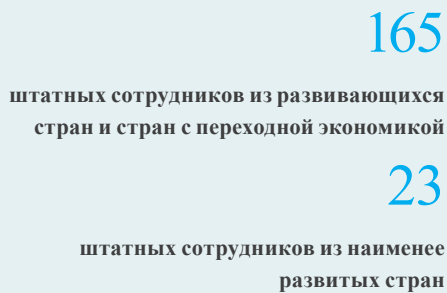 165
штатных сотрудников из развивающихся
стран и стран с переходной экономикой
23
штатных сотрудников из наименее
развитых стран